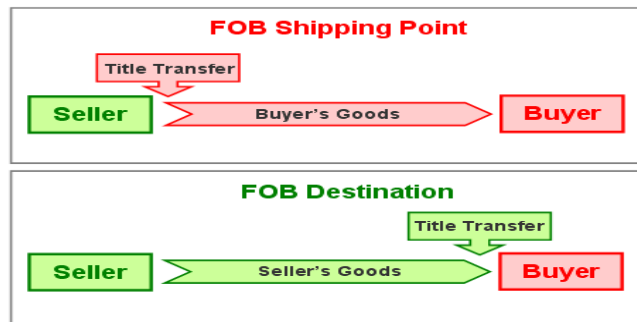 FOB Shipping Point
Title Transfer
Seller
Buyer's Goods
Buyer
FOB Destination
Title Transfer
Seller
Seller's Goods
Buyer